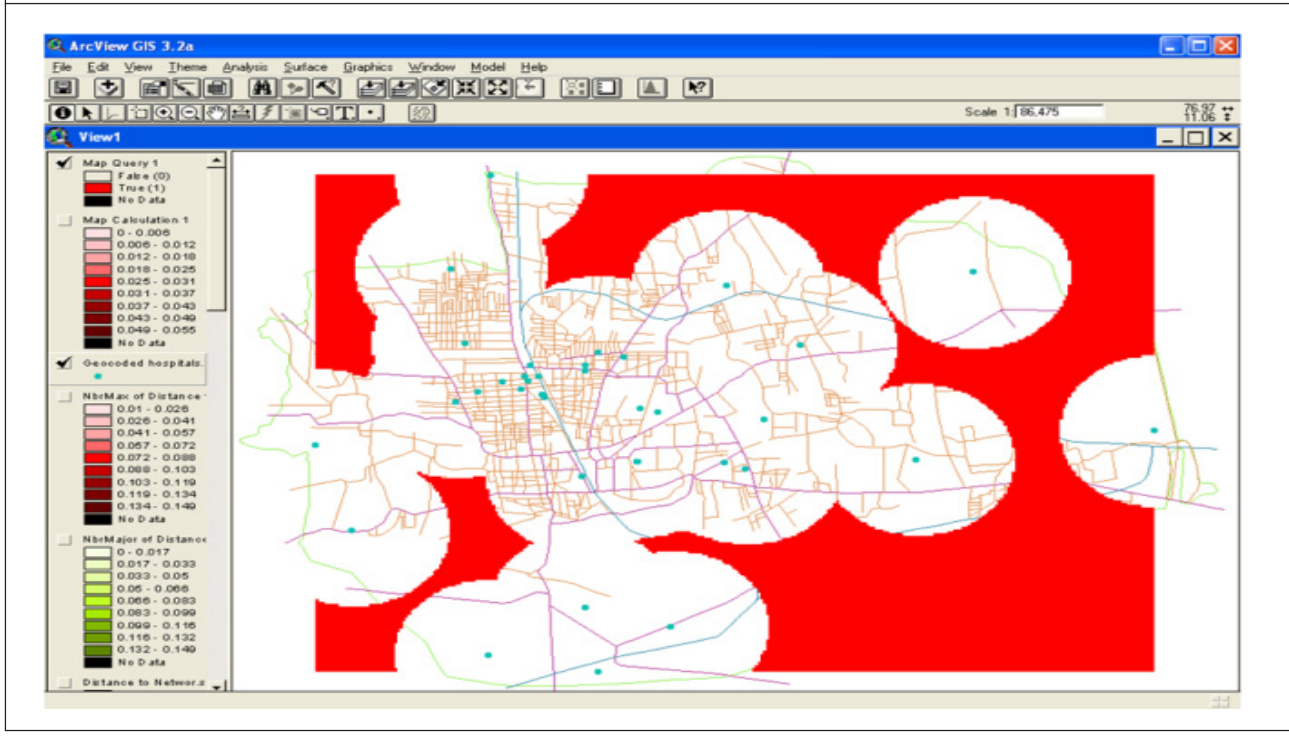 ArcView GIS 3.2a
File Edit View Theme Analysis Surface Graphics Window Model Help
Scale 1: 86,475
76.97
11.06
View1
Map Query 1
False (0)
True (1)
No Data
Map Calculation 1
0 - 0.006
0.006 - 0.012
0.012 - 0.018
0.018 - 0.025
0.025 - 0.031
0.031 - 0.037
0.037 - 0.043
0.043 - 0.049
0.049 - 0.055
No Data
Geocoded hospitals.
NbrMax of Distance
0.01 - 0.026
0.026 - 0.041
0.041 - 0.057
0.057 - 0.072
0.072 - 0.088
0.088 - 0.103
0.103 - 0.119
0.119 - 0.134
0.134 - 0.149
No Data
NbrMajor of Distance
0 - 0.017
0.017 - 0.033
0.033 - 0.05
0.05 - 0.066
0.066 - 0.083
0.083 - 0.099
0.099 - 0.116
0.116 - 0.132
0.132 - 0.149
No Data
Distance to Networ.s